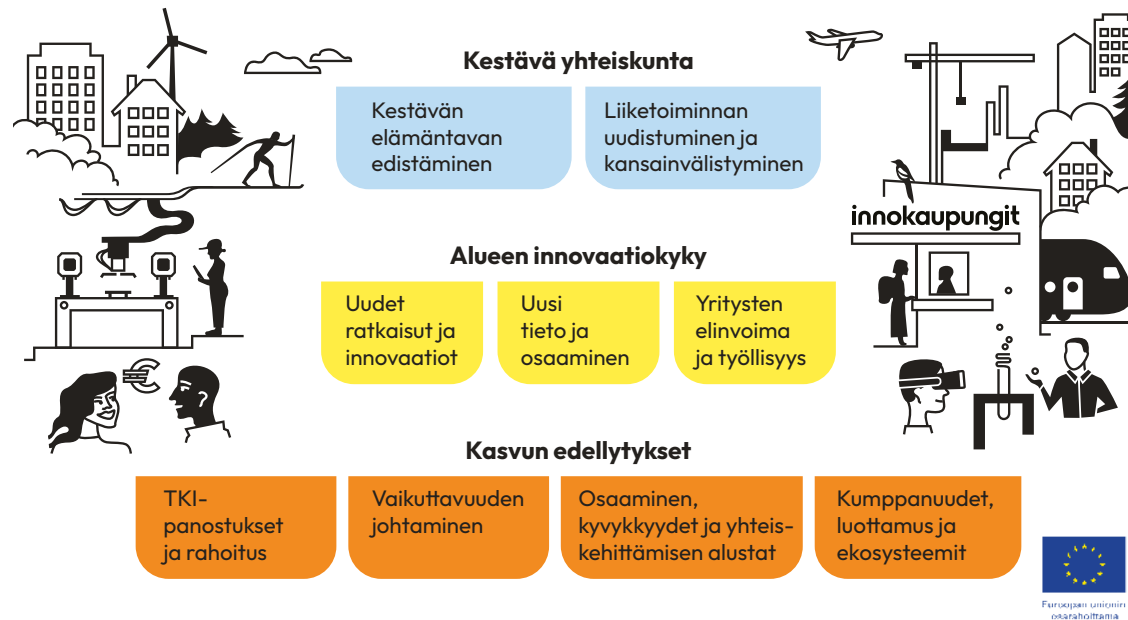 Kestävä yhteiskunta
Kestävän
elämäntavan
edistäminen
Liiketoiminnan
uudistuminen ja
kansainvälistyminen
innokaupungit
Alueen innovaatiokyky
Uudet
ratkaisut ja
innovaatiot
Uusi
tieto ja
osaaminen
Yritysten
elinvoima
ja työllisyys
€
Kasvun edellytykset
TKI-
panostukset
ja rahoitus
Vaikuttavuuden
johtaminen
Osaaminen,
kyvykkyydet ja yhteis-
kehittämisen alustat
Kumppanuudet,
luottamus ja
ekosysteemit
Euroopan unionin
osarahoittama